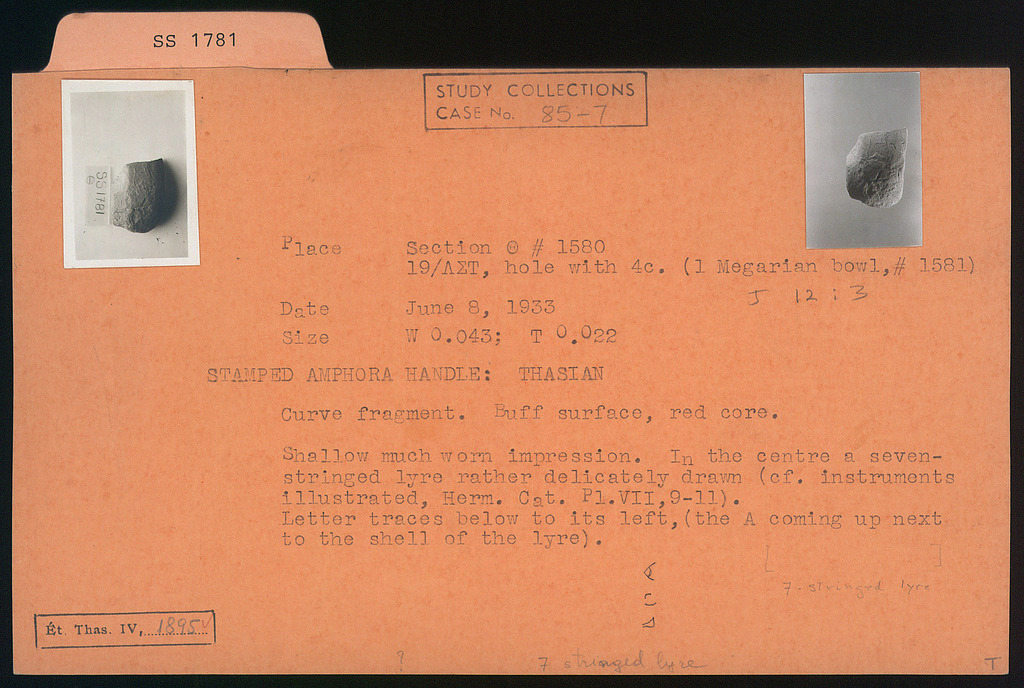 SS 1781
STUDY COLLECTIONS
CASE No. 85-7
SS1781
Θ
Place Section Θ # 1580
19/ΛΣΤ, hole with 4c. (1 Megarian bowl,# 1581)
J 12:3
Date June 8, 1933
Size W 0.043; T 0.022
STAMPED AMPHORA HANDLE: THASIAN
Curve fragment. Buff surface, red core.
Shallow much worn impression. In the centre a seven-
stringed lyre rather delicately drawn (cf. instruments
illustrated, Herm. Cat. Pl.VII,9-11).
Letter traces below to its left,(the A coming up next
to the shell of the lyre).
[ ]
7-stringed lyre
Ét. Thas. IV, 1895
? 7 stringed lyre T